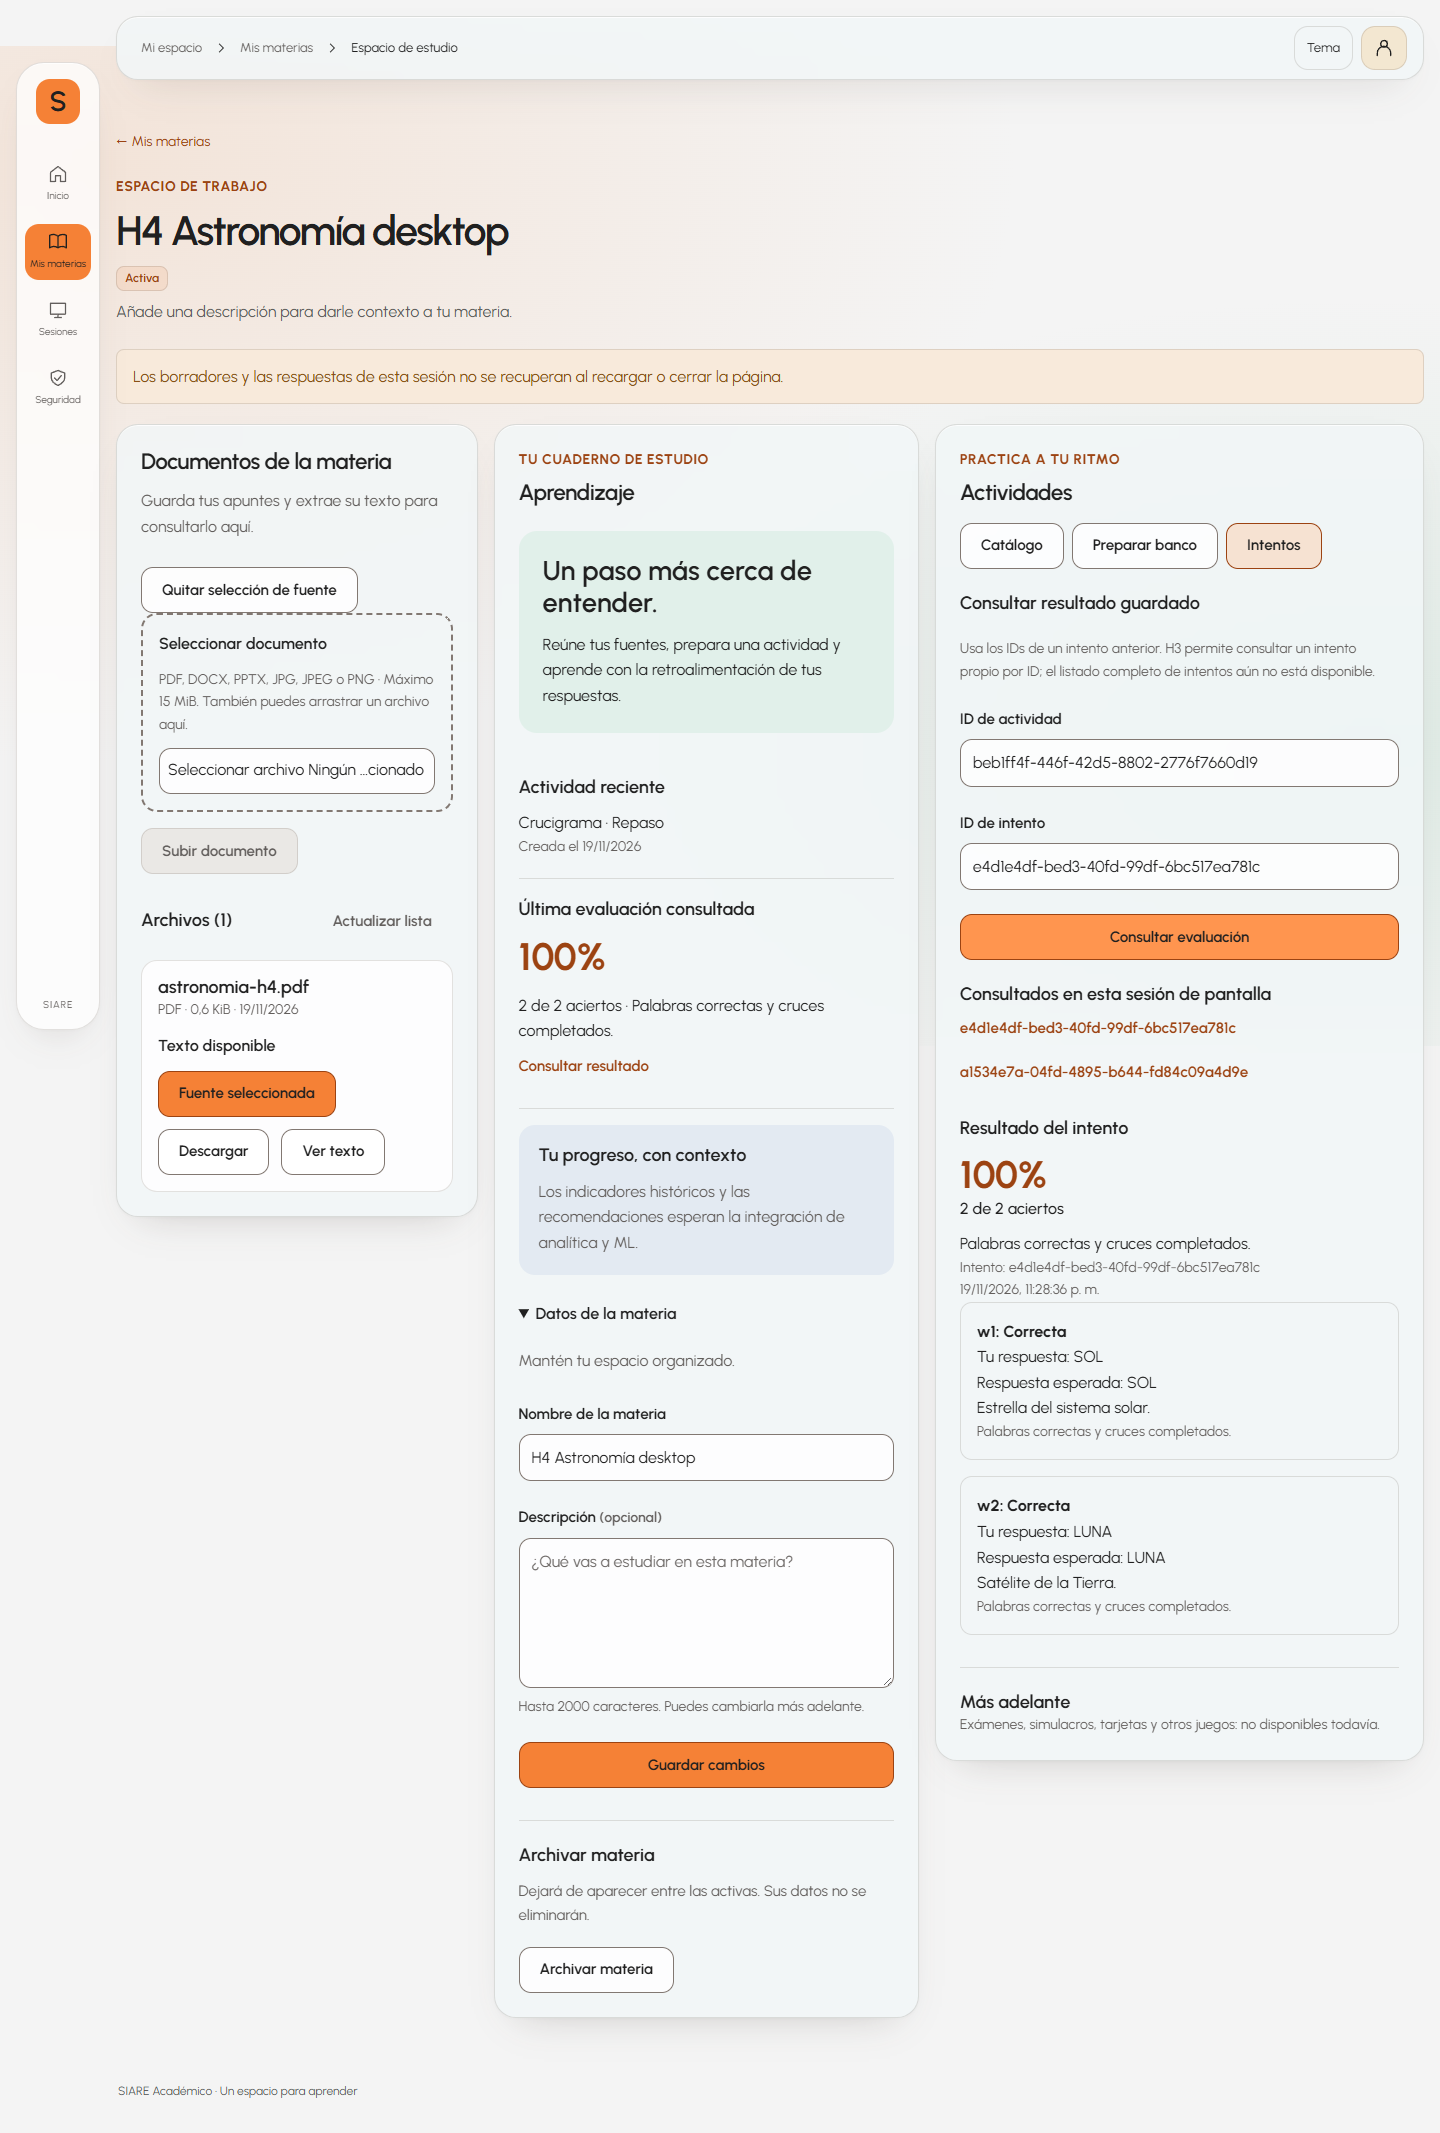 Mi espacio
Mis materias
Espacio de estudio
Tema
S
Inicio
Mis materias
Sesiones
Seguridad
SIARE
← Mis materias
ESPACIO DE TRABAJO
H4 Astronomía desktop
Activa
Añade una descripción para darle contexto a tu materia.
Los borradores y las respuestas de esta sesión no se recuperan al recargar o cerrar la página.
Documentos de la materia
Guarda tus apuntes y extrae su texto para
consultarlo aquí.
Quitar selección de fuente
Seleccionar documento
PDF, DOCX, PPTX, JPG, JPEG o PNG · Máximo
15 MiB. También puedes arrastrar un archivo
aquí.
Seleccionar archivo Ningún ...cionado
Subir documento
Archivos (1)
Actualizar lista
astronomia-h4.pdf
PDF · 0,6 KiB · 19/11/2026
Texto disponible
Fuente seleccionada
Descargar
Ver texto
TU CUADERNO DE ESTUDIO
Aprendizaje
Un paso más cerca de
entender.
Reúne tus fuentes, prepara una actividad y
aprende con la retroalimentación de tus
respuestas.
Actividad reciente
Crucigrama · Repaso
Creada el 19/11/2026
Última evaluación consultada
100%
2 de 2 aciertos · Palabras correctas y cruces
completados.
Consultar resultado
Tu progreso, con contexto
Los indicadores históricos y las
recomendaciones esperan la integración de
analítica y ML.
▼ Datos de la materia
Mantén tu espacio organizado.
Nombre de la materia
H4 Astronomía desktop
Descripción (opcional)
¿Qué vas a estudiar en esta materia?
Hasta 2000 caracteres. Puedes cambiarla más adelante.
Guardar cambios
Archivar materia
Dejará de aparecer entre las activas. Sus datos no se
eliminarán.
Archivar materia
PRACTICA A TU RITMO
Actividades
Catálogo
Preparar banco
Intentos
Consultar resultado guardado
Usa los IDs de un intento anterior. H3 permite consultar un intento
propio por ID; el listado completo de intentos aún no está disponible.
ID de actividad
beb1ff4f-446f-42d5-8802-2776f7660d19
ID de intento
e4d1e4df-bed3-40fd-99df-6bc517ea781c
Consultar evaluación
Consultados en esta sesión de pantalla
e4d1e4df-bed3-40fd-99df-6bc517ea781c
a1534e7a-04fd-4895-b644-fd84c09a4d9e
Resultado del intento
100%
2 de 2 aciertos
Palabras correctas y cruces completados.
Intento: e4d1e4df-bed3-40fd-99df-6bc517ea781c
19/11/2026, 11:28:36 p. m.
w1: Correcta
Tu respuesta: SOL
Respuesta esperada: SOL
Estrella del sistema solar.
Palabras correctas y cruces completados.
w2: Correcta
Tu respuesta: LUNA
Respuesta esperada: LUNA
Satélite de la Tierra.
Palabras correctas y cruces completados.
Más adelante
Exámenes, simulacros, tarjetas y otros juegos: no disponibles todavía.
SIARE Académico · Un espacio para aprender